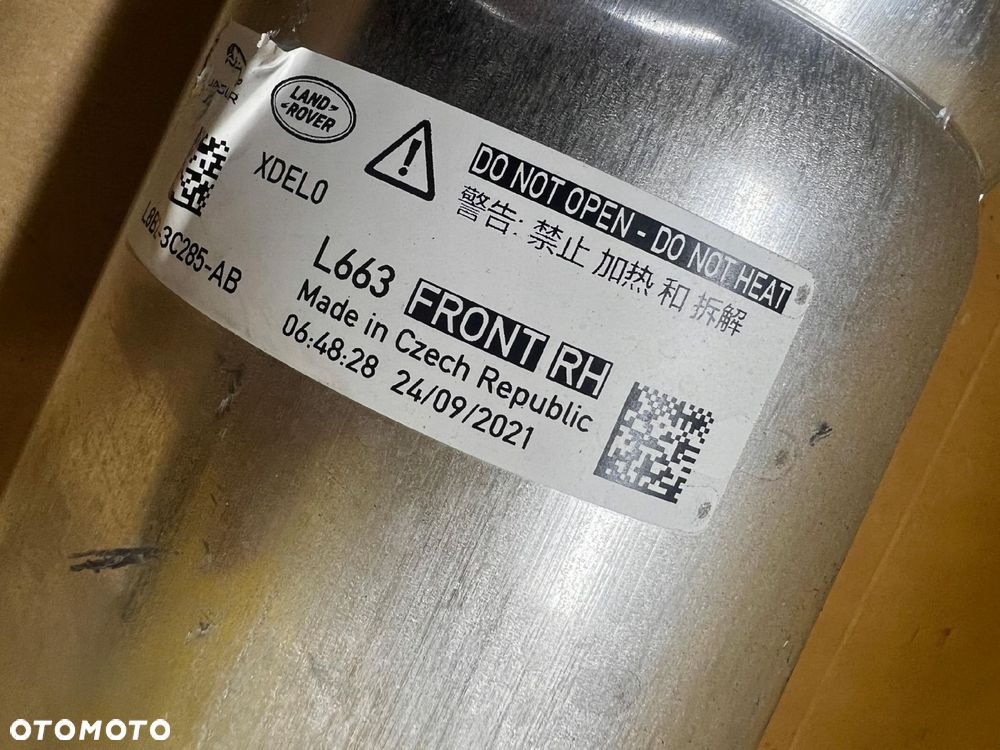 JAGUAR
LAND
ROVER
XDEL0
DO NOT OPEN - DO NOT HEAT
警告: 禁止 加热 和 拆解
L663 FRONT RH
Made in Czech Republic
06:48:28 24/09/2021
-3C285-AB
OTOMOTO